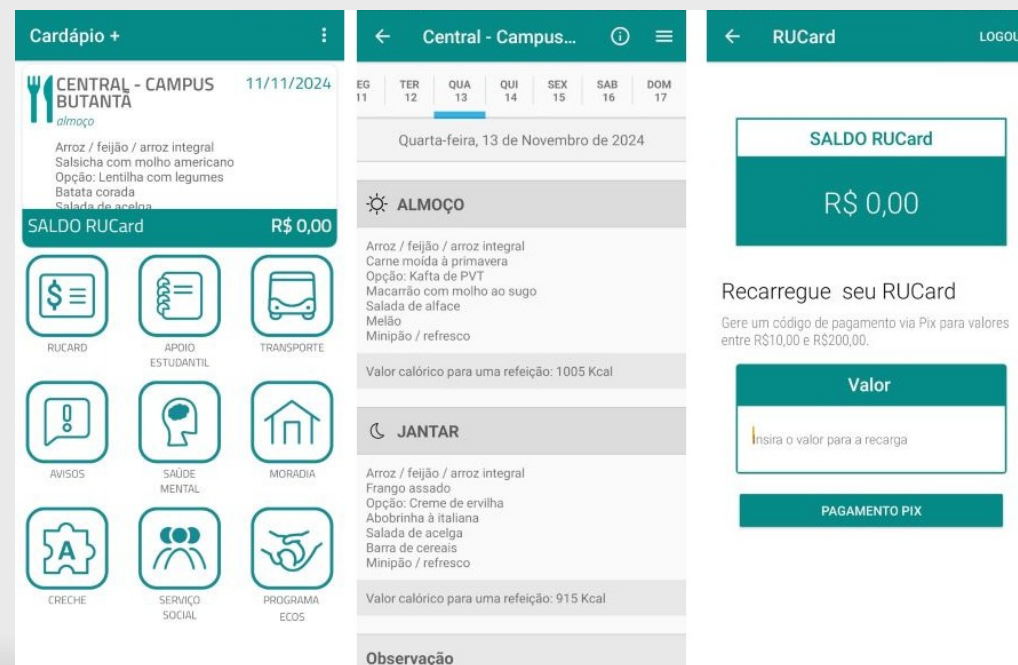 Cardápio +
CENTRAL - CAMPUS
BUTANTÃ
11/11/2024
almoço
Arroz / feijão / arroz integral
Salsicha com molho americano
Opção: Lentilha com legumes
Batata corada
Salada de acelga
SALDO RUCard
R$ 0,00
RUCARD
APOIO
ESTUDANTIL
TRANSPORTE
AVISOS
SAÚDE
MENTAL
MORADIA
A
CRECHE
SERVIÇO
SOCIAL
PROGRAMA
ECOS
Central - Campus...
EG
11
TER
12
QUA
13
QUI
14
SEX
15
SAB
16
DOM
17
Quarta-feira, 13 de Novembro de 2024
ALMOÇO
Arroz / feijão / arroz integral
Carne moída à primavera
Opção: Kafta de PVT
Macarrão com molho ao sugo
Salada de alface
Melão
Minipão / refresco
Valor calórico para uma refeição: 1005 Kcal
JANTAR
Arroz / feijão / arroz integral
Frango assado
Opção: Creme de ervilha
Abobrinha à italiana
Salada de acelga
Barra de cereais
Minipão / refresco
Valor calórico para uma refeição: 915 Kcal
Observação
RUCard
LOGOU
SALDO RUCard
R$ 0,00
Recarregue seu RUCard
Gere um código de pagamento via Pix para valores
entre R$10,00 e R$200,00.
Valor
Insira o valor para a recarga
PAGAMENTO PIX